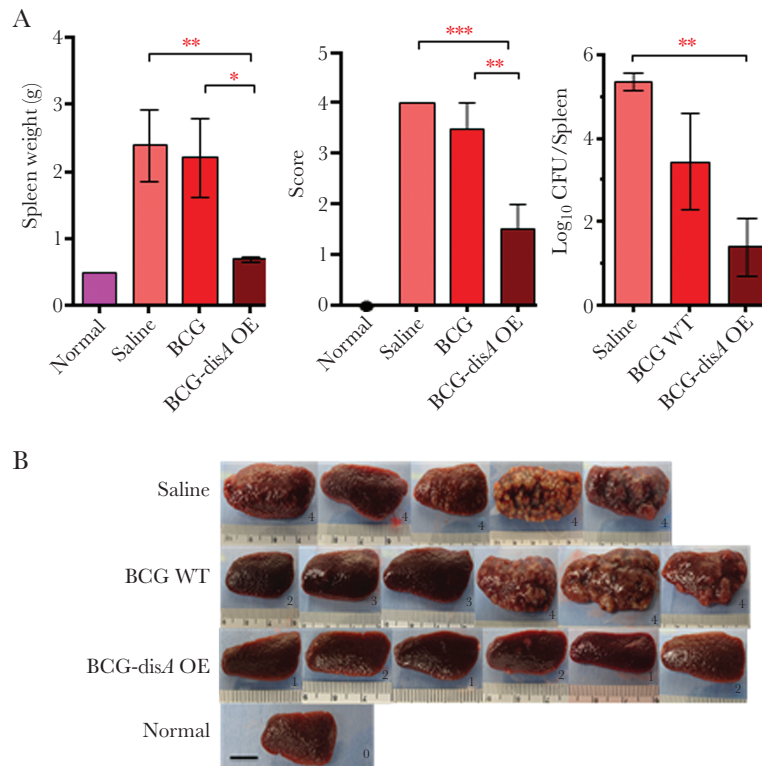 A
Spleen weight (g)
4
3
2
1
0
**
*
Normal
Saline
BCG
BCG-disA OE
Score
5
4
3
2
1
0
***
**
Normal
Saline
BCG
BCG-disA OE
Log10 CFU/Spleen
6
4
2
0
**
Saline
BCG WT
BCG-disA OE
B
Saline
4
4
4
4
4
BCG WT
2
3
3
4
4
4
BCG-disA OE
1
2
1
2
1
2
Normal
0